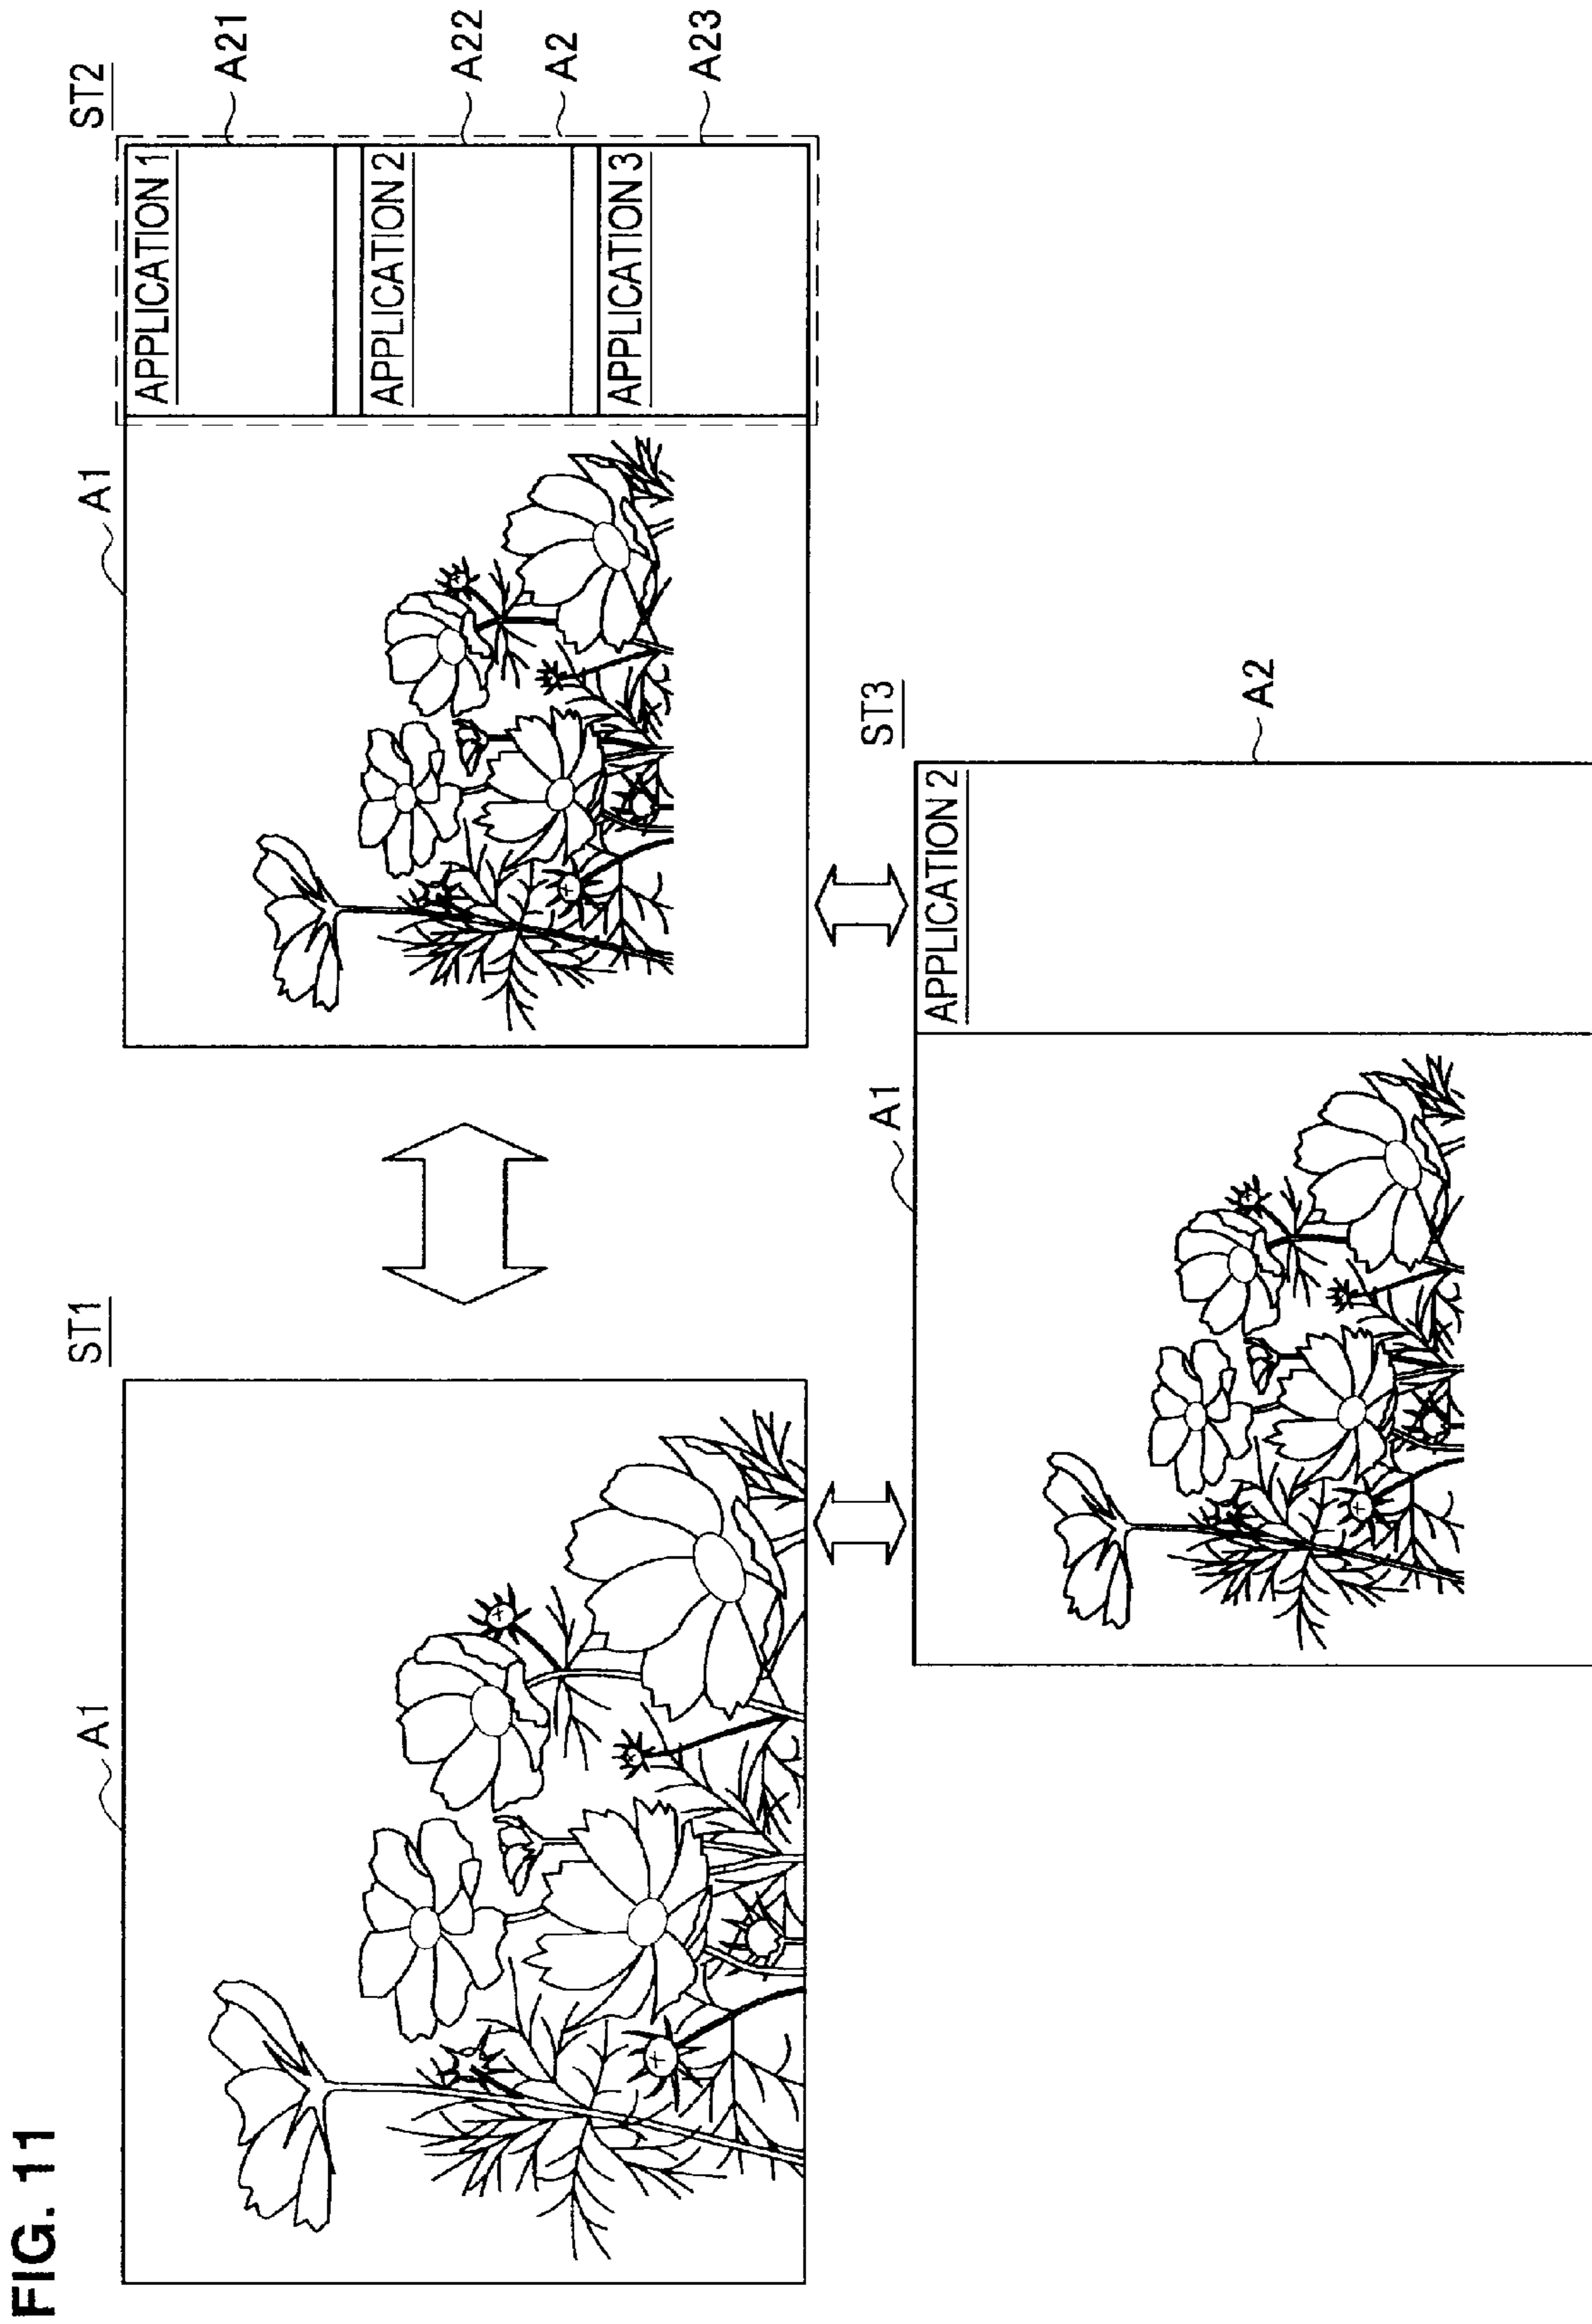 FIG. 11
ST1
A1
ST2
A1
APPLICATION 1
A21
APPLICATION 2
A22
A2
APPLICATION 3
A23
ST3
A1
APPLICATION 2
A2